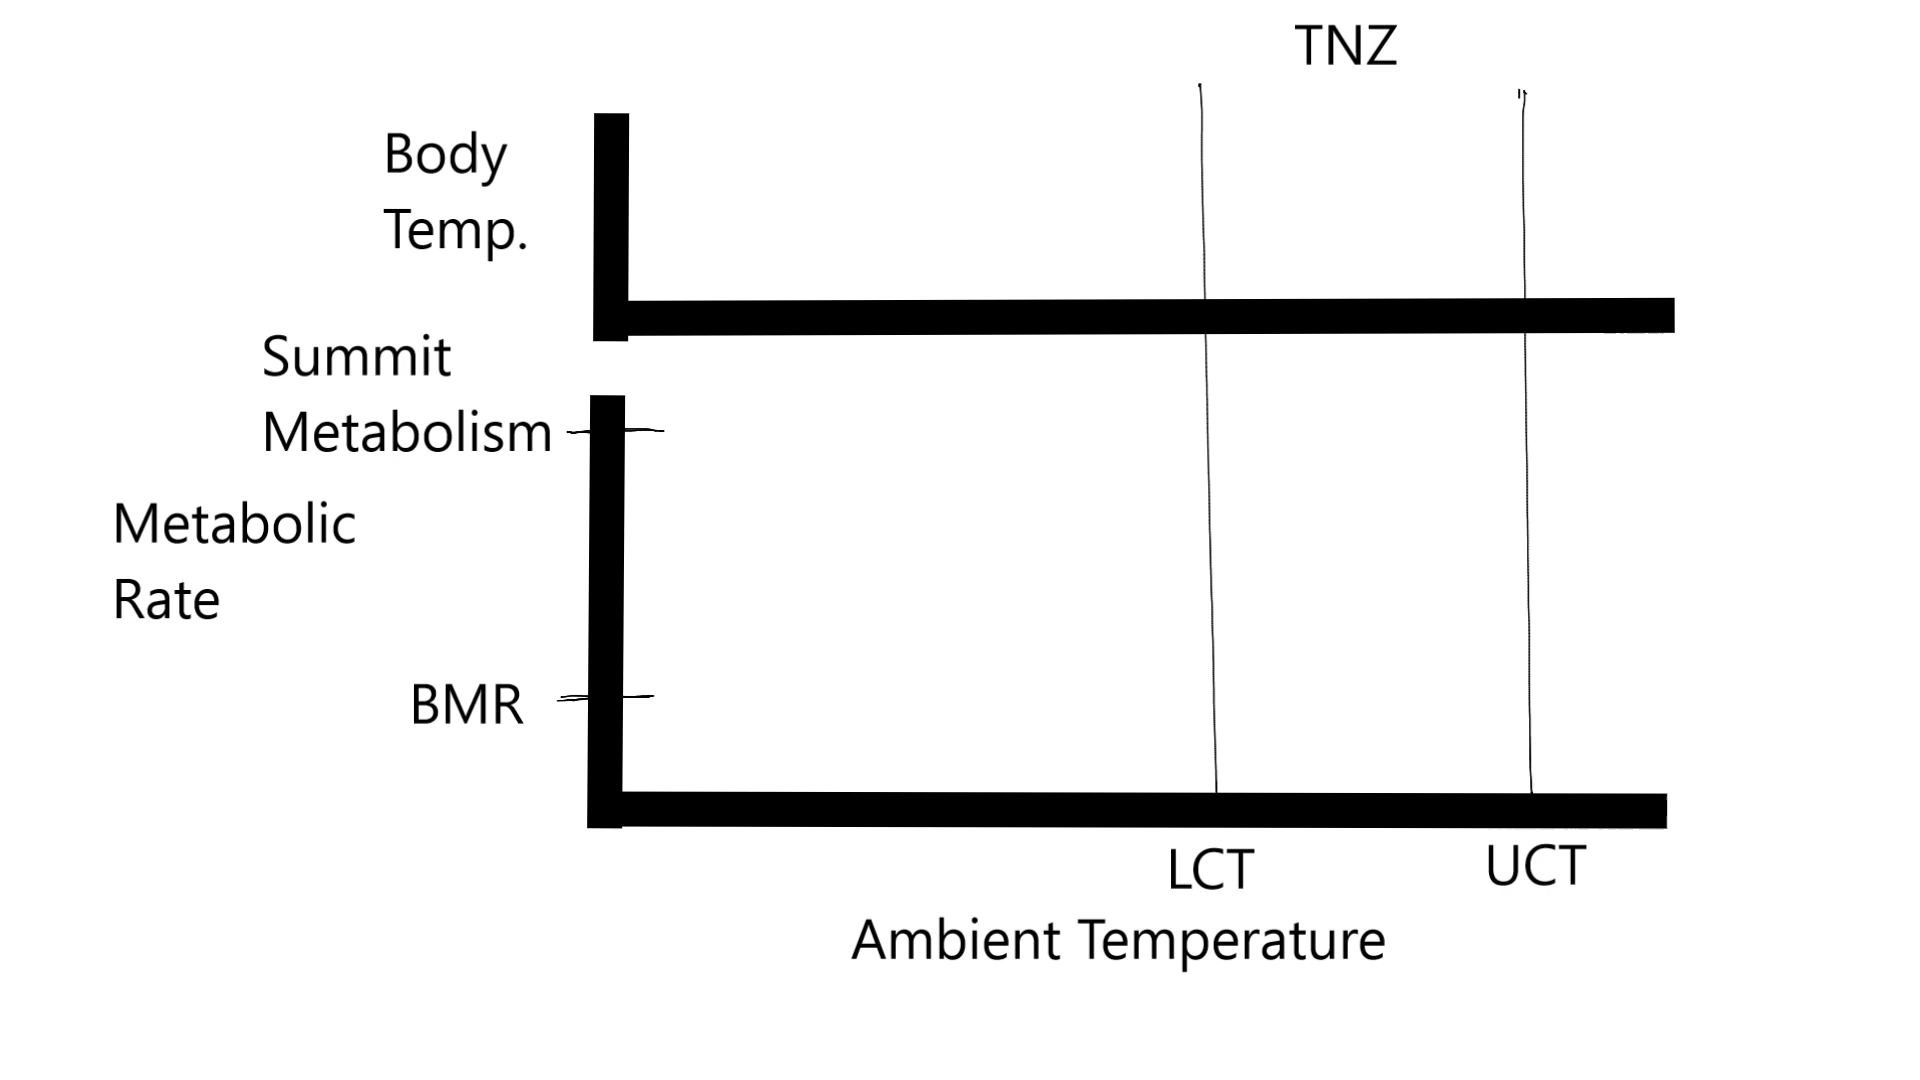 TNZ
Body
Temp.
Summit
Metabolism
Metabolic
Rate
BMR
LCT
UCT
Ambient Temperature